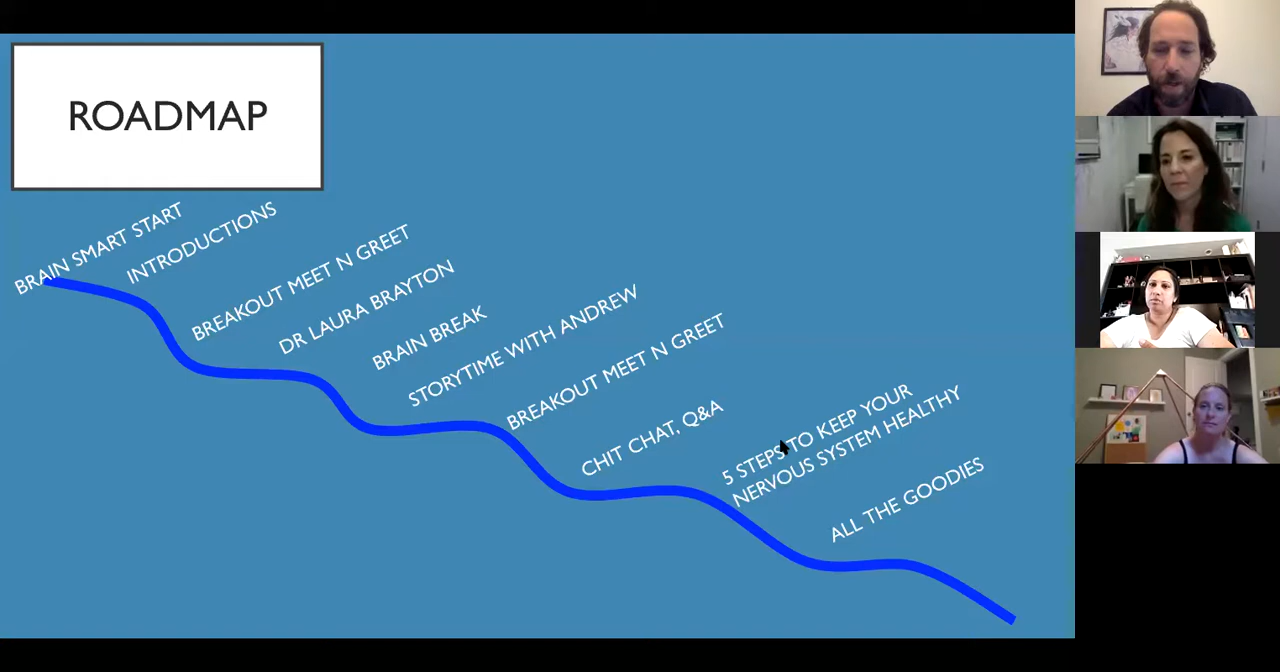 ROADMAP
BRAIN SMART START
INTRODUCTIONS
BREAKOUT MEET N GREET
DR LAURA BRAYTON
BRAIN BREAK
STORYTIME WITH ANDREW
BREAKOUT MEET N GREET
CHIT CHAT, Q&A
5 STEPS TO KEEP YOUR
NERVOUS SYSTEM HEALTHY
ALL THE GOODIES